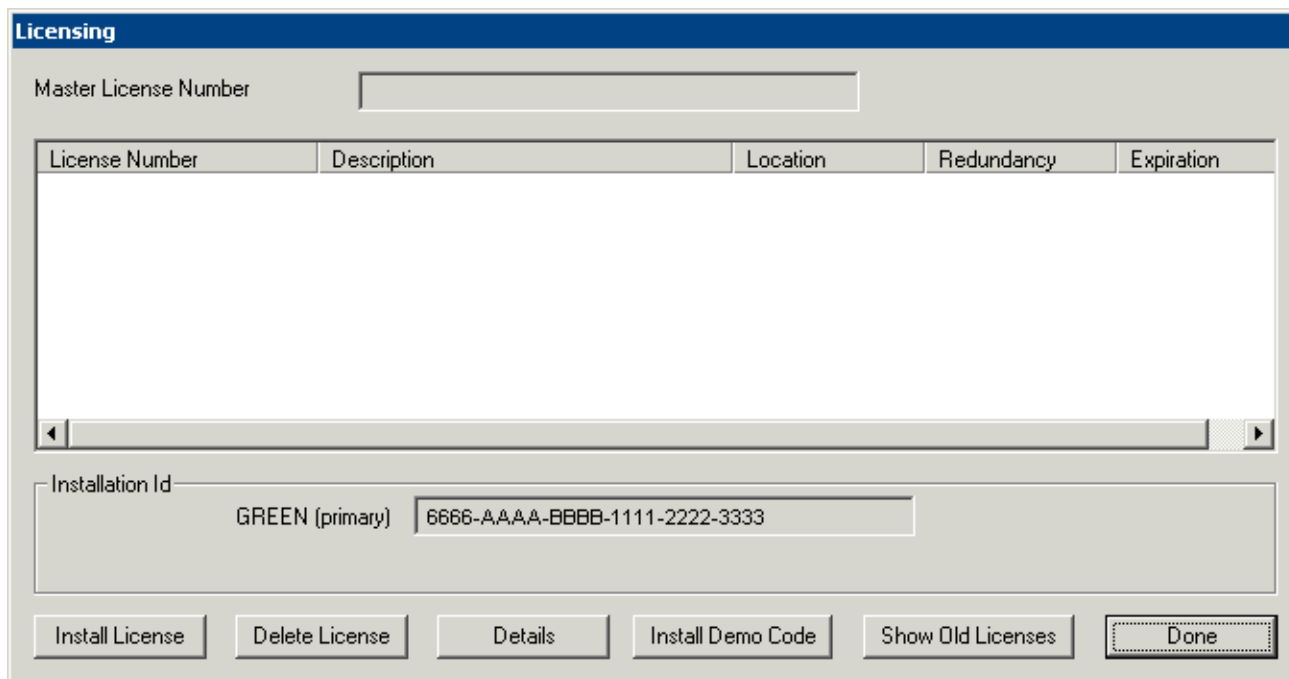 Licensing
Master License Number
License Number Description Location Redundancy Expiration
Installation Id
GREEN (primary) 6666-AAAA-BBBB-1111-2222-3333
Install License Delete License Details Install Demo Code Show Old Licenses Done